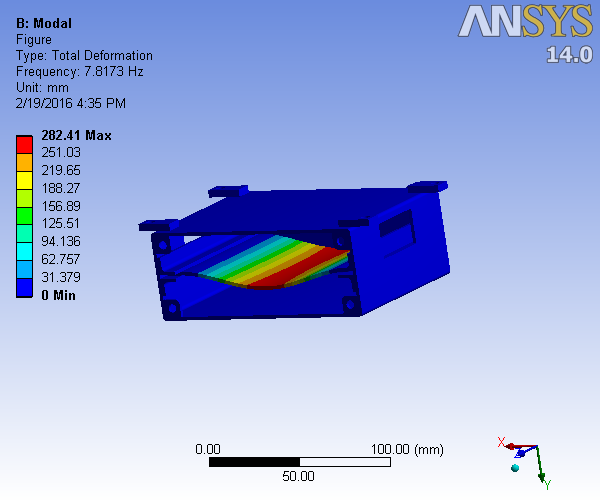 B: Modal
Figure
Type: Total Deformation
Frequency: 7.8173 Hz
Unit: mm
2/19/2016 4:35 PM
ANSYS
14.0
282.41 Max
251.03
219.65
188.27
156.89
125.51
94.136
62.757
31.379
0 Min
0.00
100.00 (mm)
50.00
X
Y